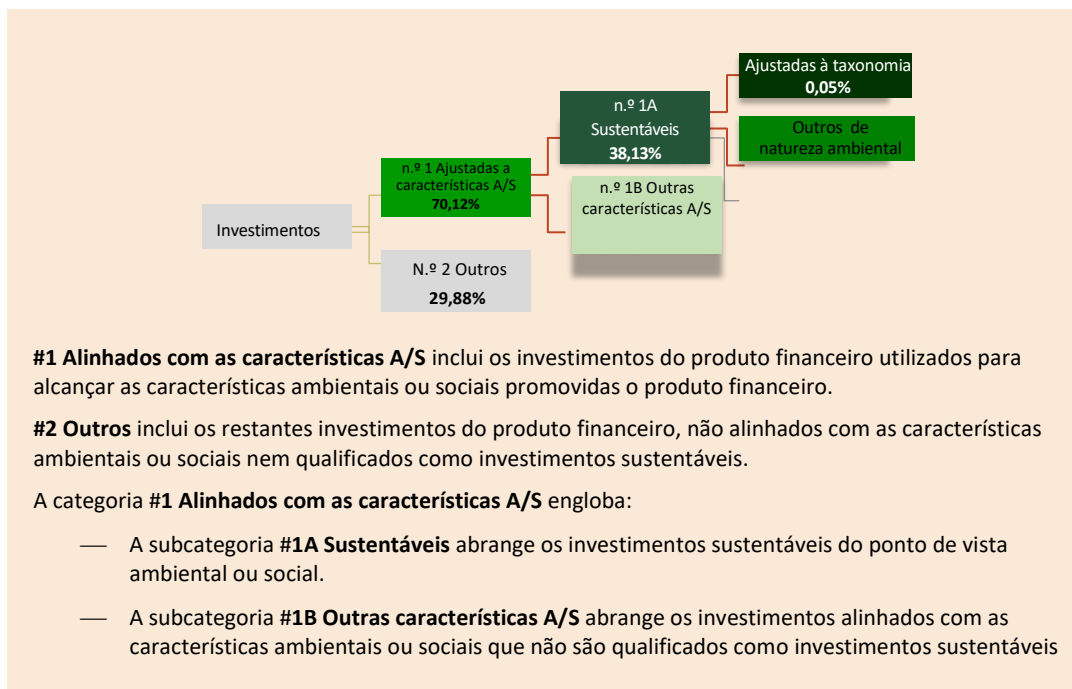 Ajustadas à taxonomia
0,05%
n.º 1A
Sustentáveis
38,13%
Outros de
natureza ambiental
n.º 1 Ajustadas a
características A/S
70,12%
n.º 1B Outras
características A/S
Investimentos
N.º 2 Outros
29,88%
#1 Alinhados com as características A/S inclui os investimentos do produto financeiro utilizados para
alcançar as características ambientais ou sociais promovidas o produto financeiro.
#2 Outros inclui os restantes investimentos do produto financeiro, não alinhados com as características
ambientais ou sociais nem qualificados como investimentos sustentáveis.
A categoria #1 Alinhados com as características A/S engloba:
— A subcategoria #1A Sustentáveis abrange os investimentos sustentáveis do ponto de vista
ambiental ou social.
— A subcategoria #1B Outras características A/S abrange os investimentos alinhados com as
características ambientais ou sociais que não são qualificados como investimentos sustentáveis